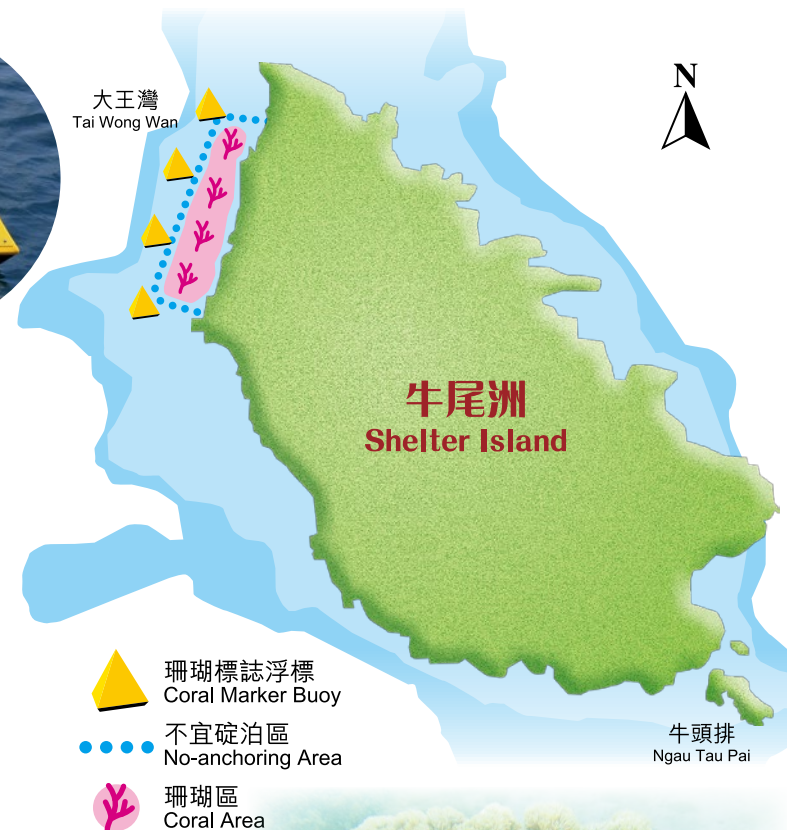 N
大王灣
Tai Wong Wan
牛尾洲
Shelter Island
珊瑚標誌浮標
Coral Marker Buoy
不宜碇泊區
No-anchoring Area
珊瑚區
Coral Area
牛頭排
Ngau Tau Pai